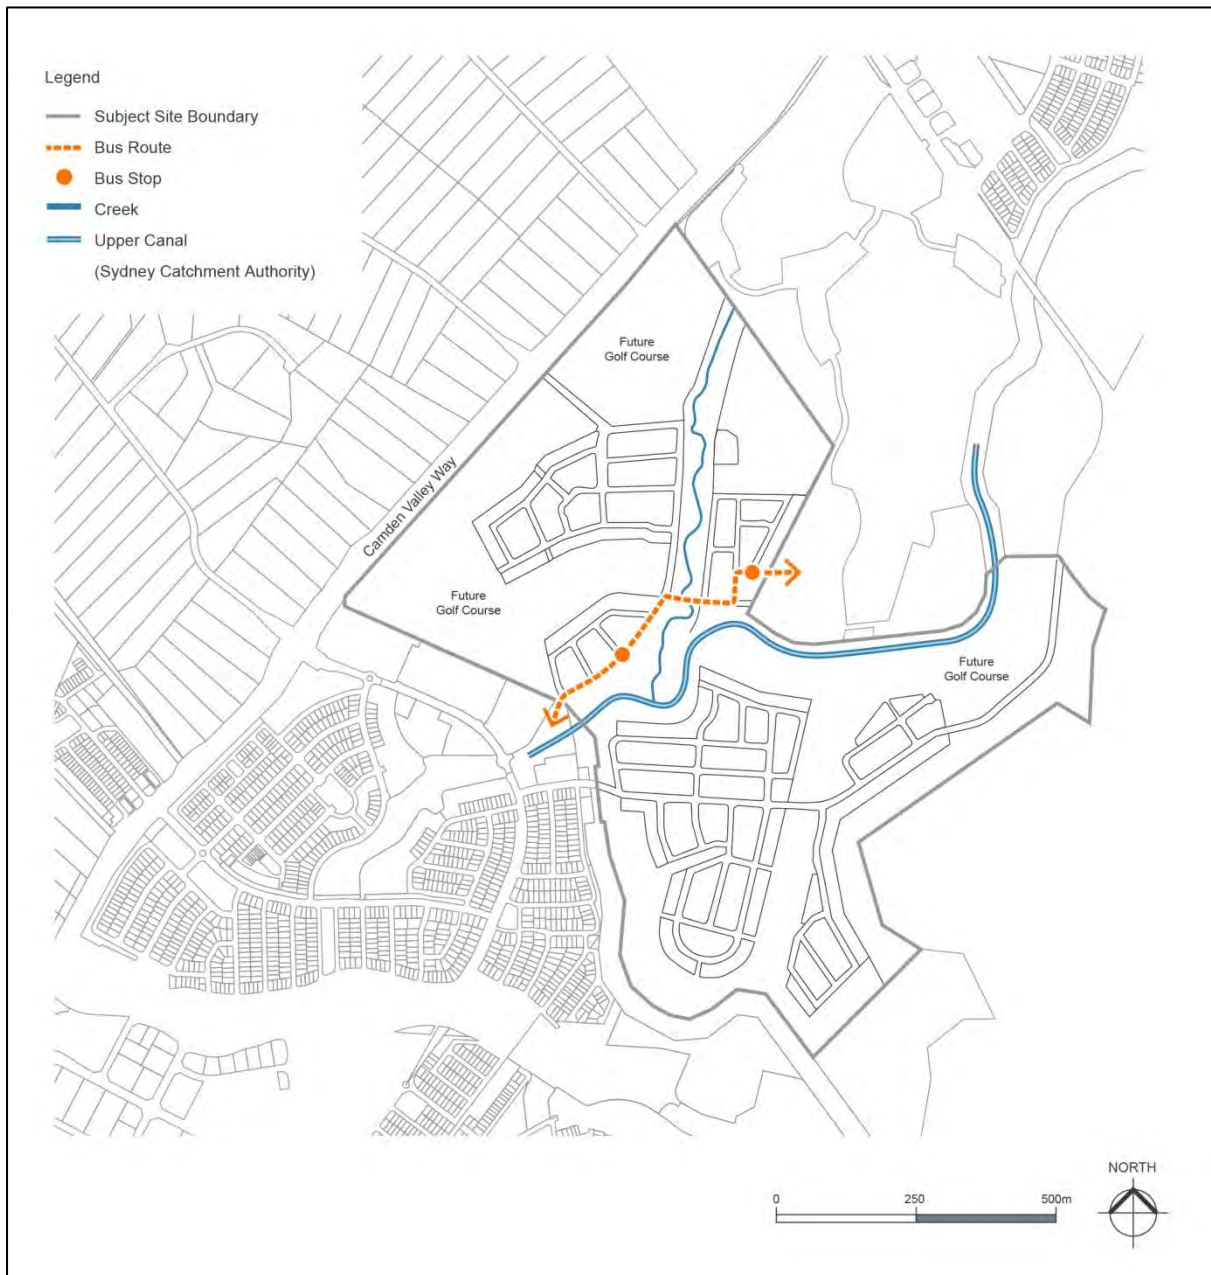 Legend
Subject Site Boundary
Bus Route
Bus Stop
Creek
Upper Canal
(Sydney Catchment Authority)
Future
Golf Course
Camden Valley Way
Future
Golf Course
Future
Golf Course
NORTH
0 250 500m